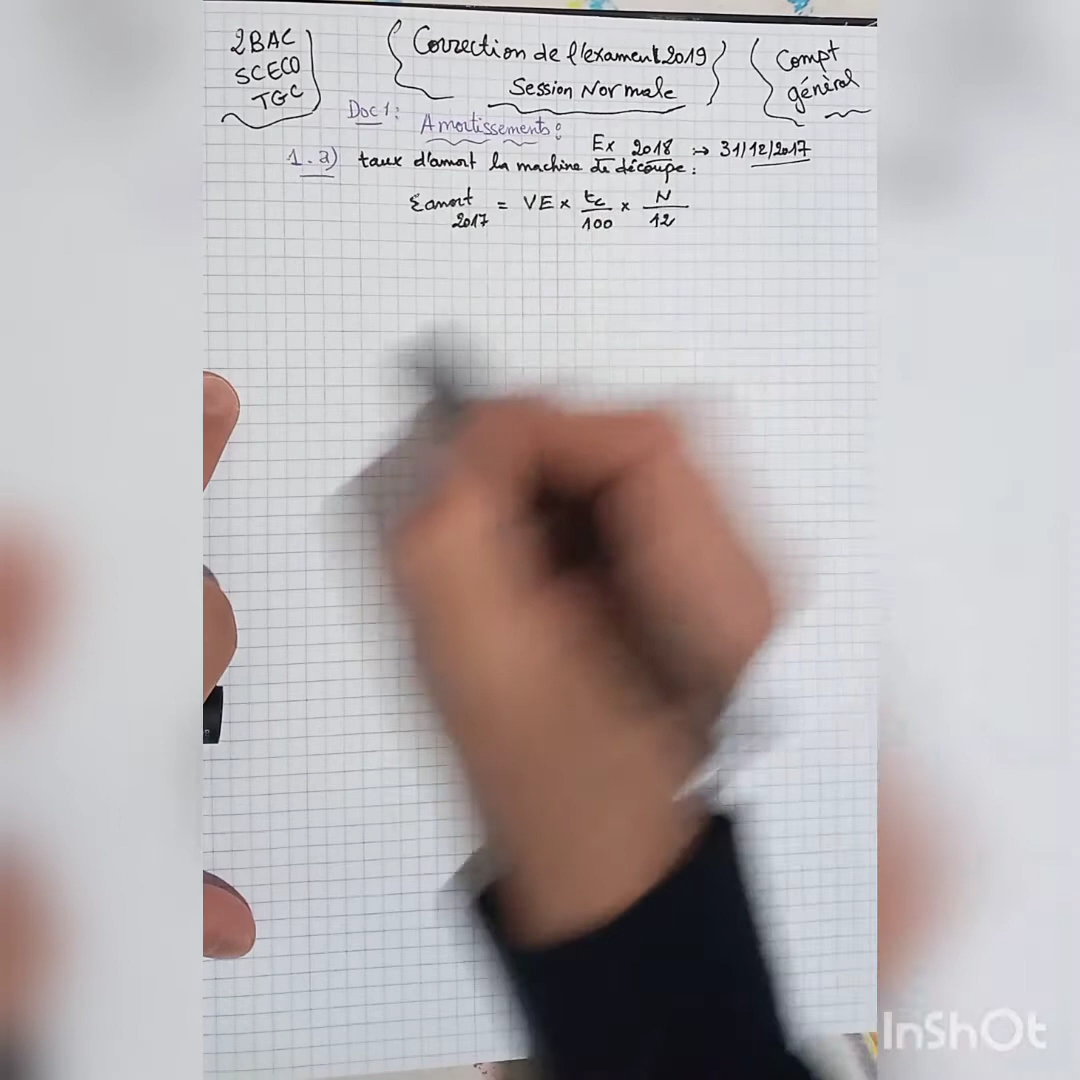 2BAC
SCECO
TGC
Correction de l'examen 2019
Session Normale
Compt
général
Doc 1:
Amortissements:
Ex 2018 → 31/12/2017
1. a) taux d'amort la machine de découpe:
Σamort 2017 = VE × tc/100 × N/12
InShOt